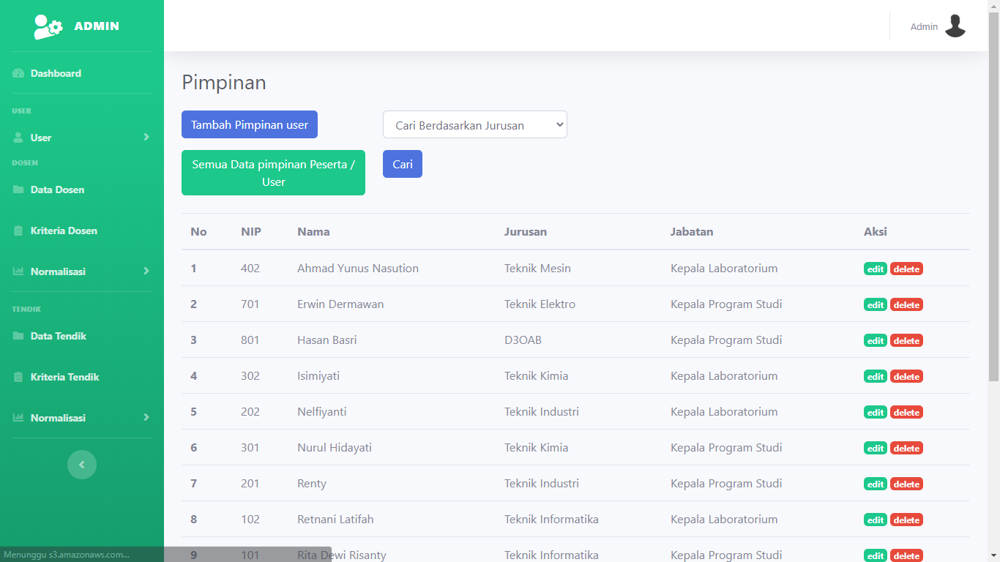 ADMIN
Admin
Dashboard
USER
User
DOSEN
Data Dosen
Kriteria Dosen
Normalisasi
TENDIK
Data Tendik
Kriteria Tendik
Normalisasi
Pimpinan
Tambah Pimpinan user
Cari Berdasarkan Jurusan
Semua Data pimpinan Peserta /
User
Cari
No NIP Nama Jurusan Jabatan Aksi
1 402 Ahmad Yunus Nasution Teknik Mesin Kepala Laboratorium edit delete
2 701 Erwin Dermawan Teknik Elektro Kepala Program Studi edit delete
3 801 Hasan Basri D3OAB Kepala Program Studi edit delete
4 302 Isimiyati Teknik Kimia Kepala Laboratorium edit delete
5 202 Nelfiyanti Teknik Industri Kepala Laboratorium edit delete
6 301 Nurul Hidayati Teknik Kimia Kepala Program Studi edit delete
7 201 Renty Teknik Industri Kepala Program Studi edit delete
8 102 Retnani Latifah Teknik Informatika Kepala Laboratorium edit delete
9 101 Rita Dewi Risanty Teknik Informatika Kepala Program Studi edit delete
Menunggu s3.amazonaws.com...